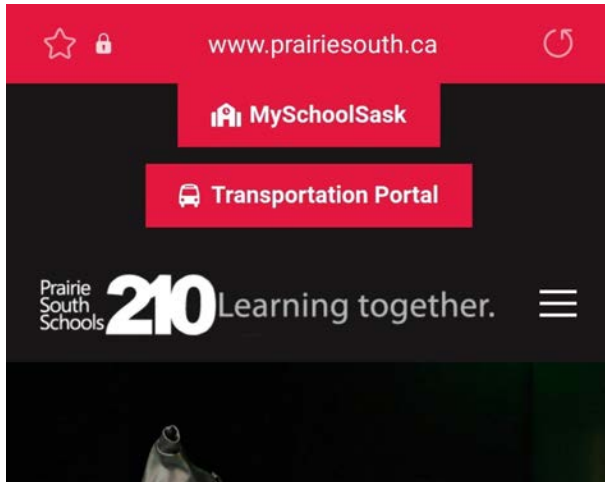 www.prairiesouth.ca
MySchoolSask
Transportation Portal
Prairie
South
Schools
210
Learning together.